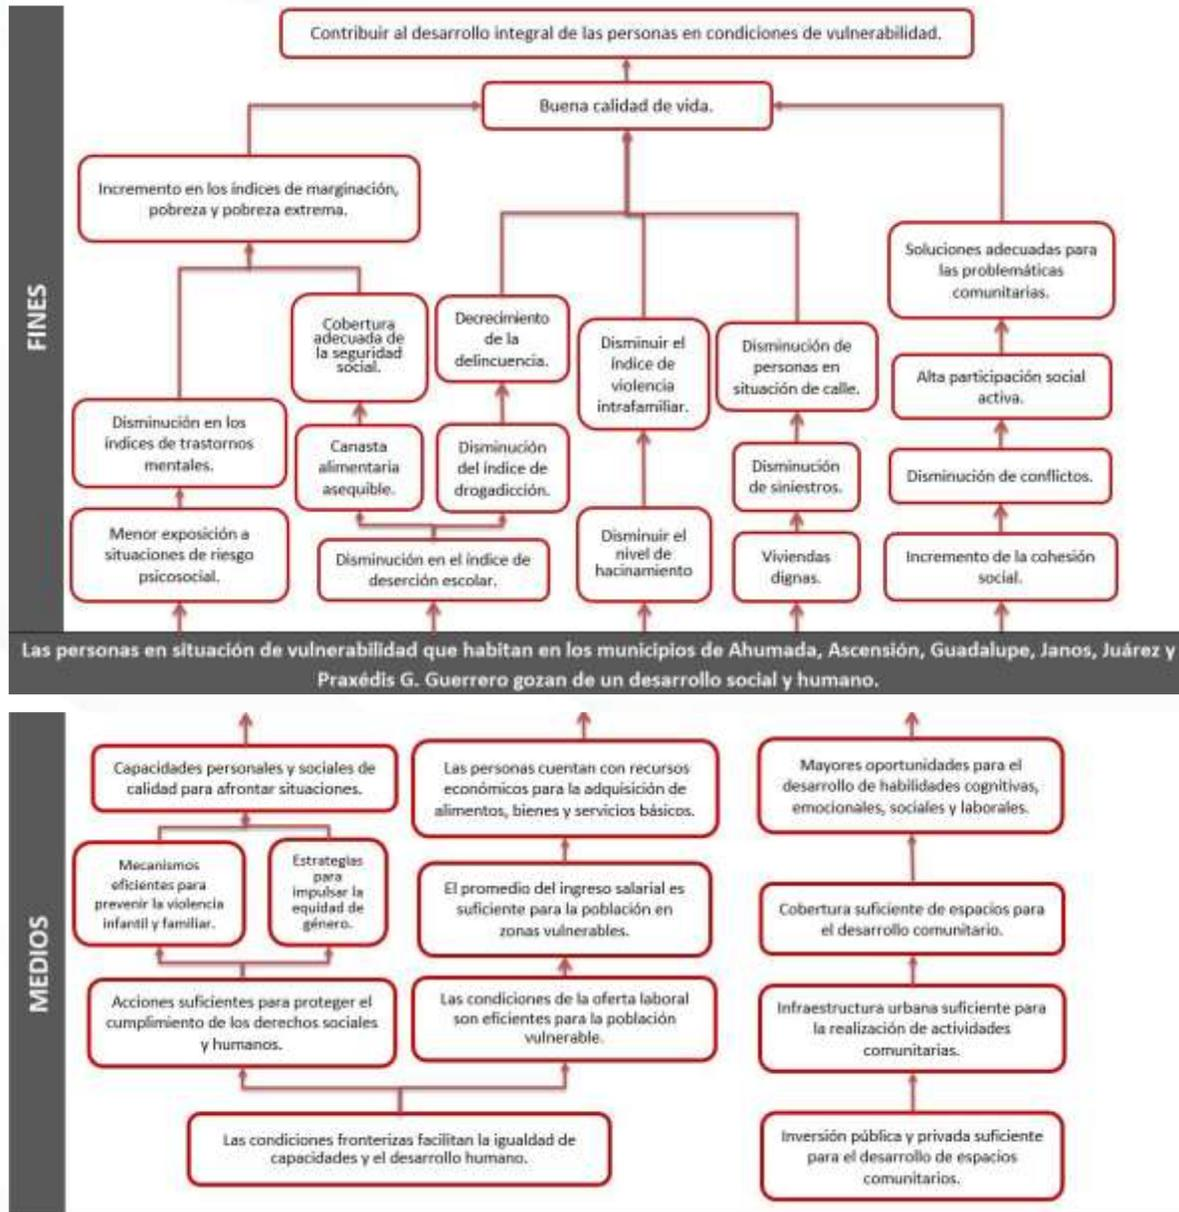 Contribuir al desarrollo integral de las personas en condiciones de vulnerabilidad.
Buena calidad de vida.
Incremento en los índices de marginación,
pobreza y pobreza extrema.
Soluciones adecuadas para
las problemáticas
comunitarias.
Cobertura
adecuada de
la seguridad
social.
Decrecimiento
de la
delincuencia.
Disminuir el
índice de
violencia
intrafamiliar.
Disminución de
personas en
situación de calle.
Alta participación social
activa.
Disminución en los
índices de trastornos
mentales.
Canasta
alimentaria
asequible.
Disminución
del índice de
drogadicción.
Disminución
de siniestros.
Disminución de conflictos.
Menor exposición a
situaciones de riesgo
psicosocial.
Disminución en el índice de
deserción escolar.
Disminuir el
nivel de
hacinamiento
Viviendas
dignas.
Incremento de la cohesión
social.
FINES
Las personas en situación de vulnerabilidad que habitan en los municipios de Ahumada, Ascensión, Guadalupe, Janos, Juárez y
Praxédis G. Guerrero gozan de un desarrollo social y humano.
Capacidades personales y sociales de
calidad para afrontar situaciones.
Las personas cuentan con recursos
económicos para la adquisición de
alimentos, bienes y servicios básicos.
Mayores oportunidades para el
desarrollo de habilidades cognitivas,
emocionales, sociales y laborales.
Mecanismos
eficientes para
prevenir la violencia
infantil y familiar.
Estrategias
para
impulsar la
equidad de
género.
El promedio del ingreso salarial es
suficiente para la población en
zonas vulnerables.
Cobertura suficiente de espacios para
el desarrollo comunitario.
Acciones suficientes para proteger el
cumplimiento de los derechos sociales
y humanos.
Las condiciones de la oferta laboral
son eficientes para la población
vulnerable.
Infraestructura urbana suficiente para
la realización de actividades
comunitarias.
Las condiciones fronterizas facilitan la igualdad de
capacidades y el desarrollo humano.
Inversión pública y privada suficiente
para el desarrollo de espacios
comunitarios.
MEDIOS